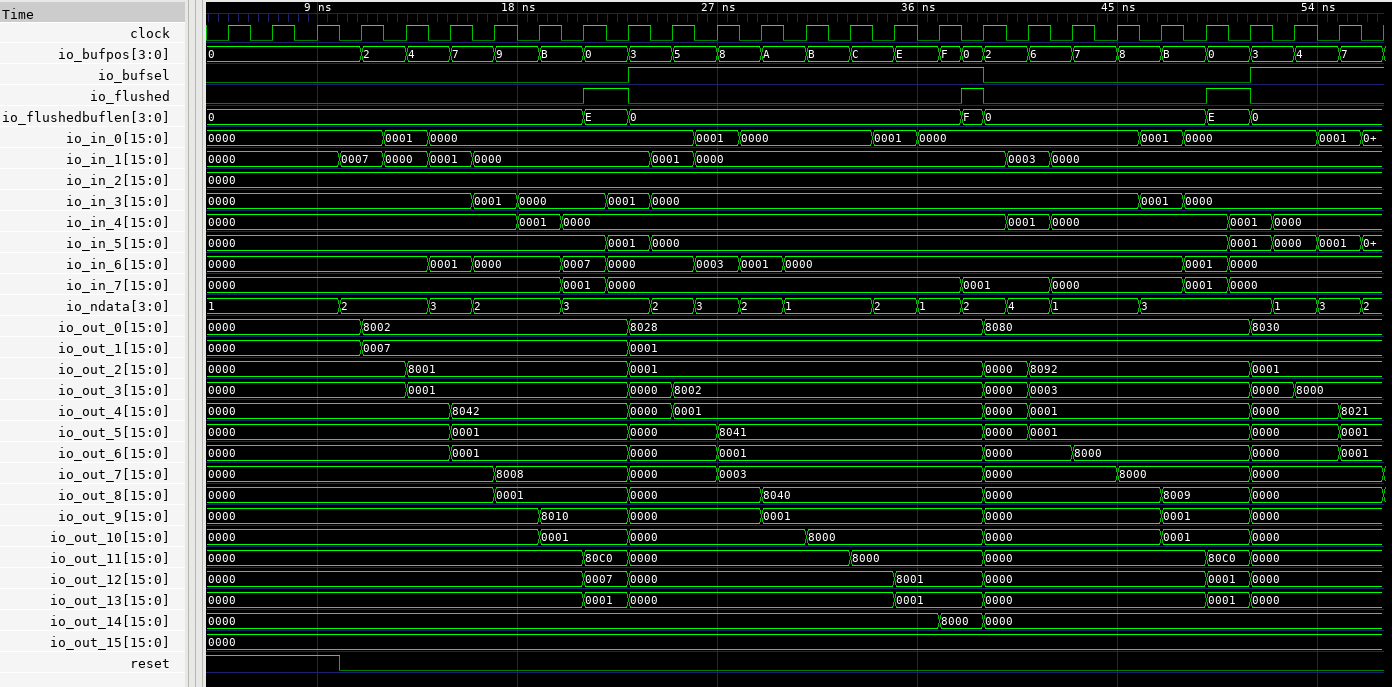 Time 9 ns 18 ns 27 ns 36 ns 45 ns 54 ns
clock
io_bufpos[3:0] 0 2 4 7 9 B 0 3 5 8 A B C E F 0 2 6 7 8 B 0 3 4 7
io_bufsel
io_flushed
io_flushedbuflen[3:0] 0 E 0 F 0 E 0
io_in_0[15:0] 0000 0001 0000 0001 0000 0001 0000 0001 0000 0001 0+
io_in_1[15:0] 0000 0007 0000 0001 0000 0001 0000 0003 0000
io_in_2[15:0] 0000
io_in_3[15:0] 0000 0001 0000 0001 0000 0001 0000
io_in_4[15:0] 0000 0001 0000 0001 0000 0001 0000
io_in_5[15:0] 0000 0001 0000 0001 0000 0001 0+
io_in_6[15:0] 0000 0001 0000 0007 0000 0003 0001 0000 0001 0000
io_in_7[15:0] 0000 0001 0000 0001 0000 0001 0000
io_ndata[3:0] 1 2 3 2 3 2 3 2 1 2 1 2 4 1 3 1 3 2
io_out_0[15:0] 0000 8002 8028 8080 8030
io_out_1[15:0] 0000 0007 0001
io_out_2[15:0] 0000 8001 0001 0000 8092 0001
io_out_3[15:0] 0000 0001 0000 8002 0000 0003 0000 8000
io_out_4[15:0] 0000 8042 0000 0001 0000 0001 0000 8021
io_out_5[15:0] 0000 0001 0000 8041 0000 0001 0000 0001
io_out_6[15:0] 0000 0001 0000 0001 0000 8000 0000 0001
io_out_7[15:0] 0000 8008 0000 0003 0000 8000 0000
io_out_8[15:0] 0000 0001 0000 8040 0000 8009 0000
io_out_9[15:0] 0000 8010 0000 0001 0000 0001 0000
io_out_10[15:0] 0000 0001 0000 8000 0000 0001 0000
io_out_11[15:0] 0000 80C0 0000 8000 0000 80C0 0000
io_out_12[15:0] 0000 0007 0000 8001 0000 0001 0000
io_out_13[15:0] 0000 0001 0000 0001 0000 0001 0000
io_out_14[15:0] 0000 8000 0000
io_out_15[15:0] 0000
reset